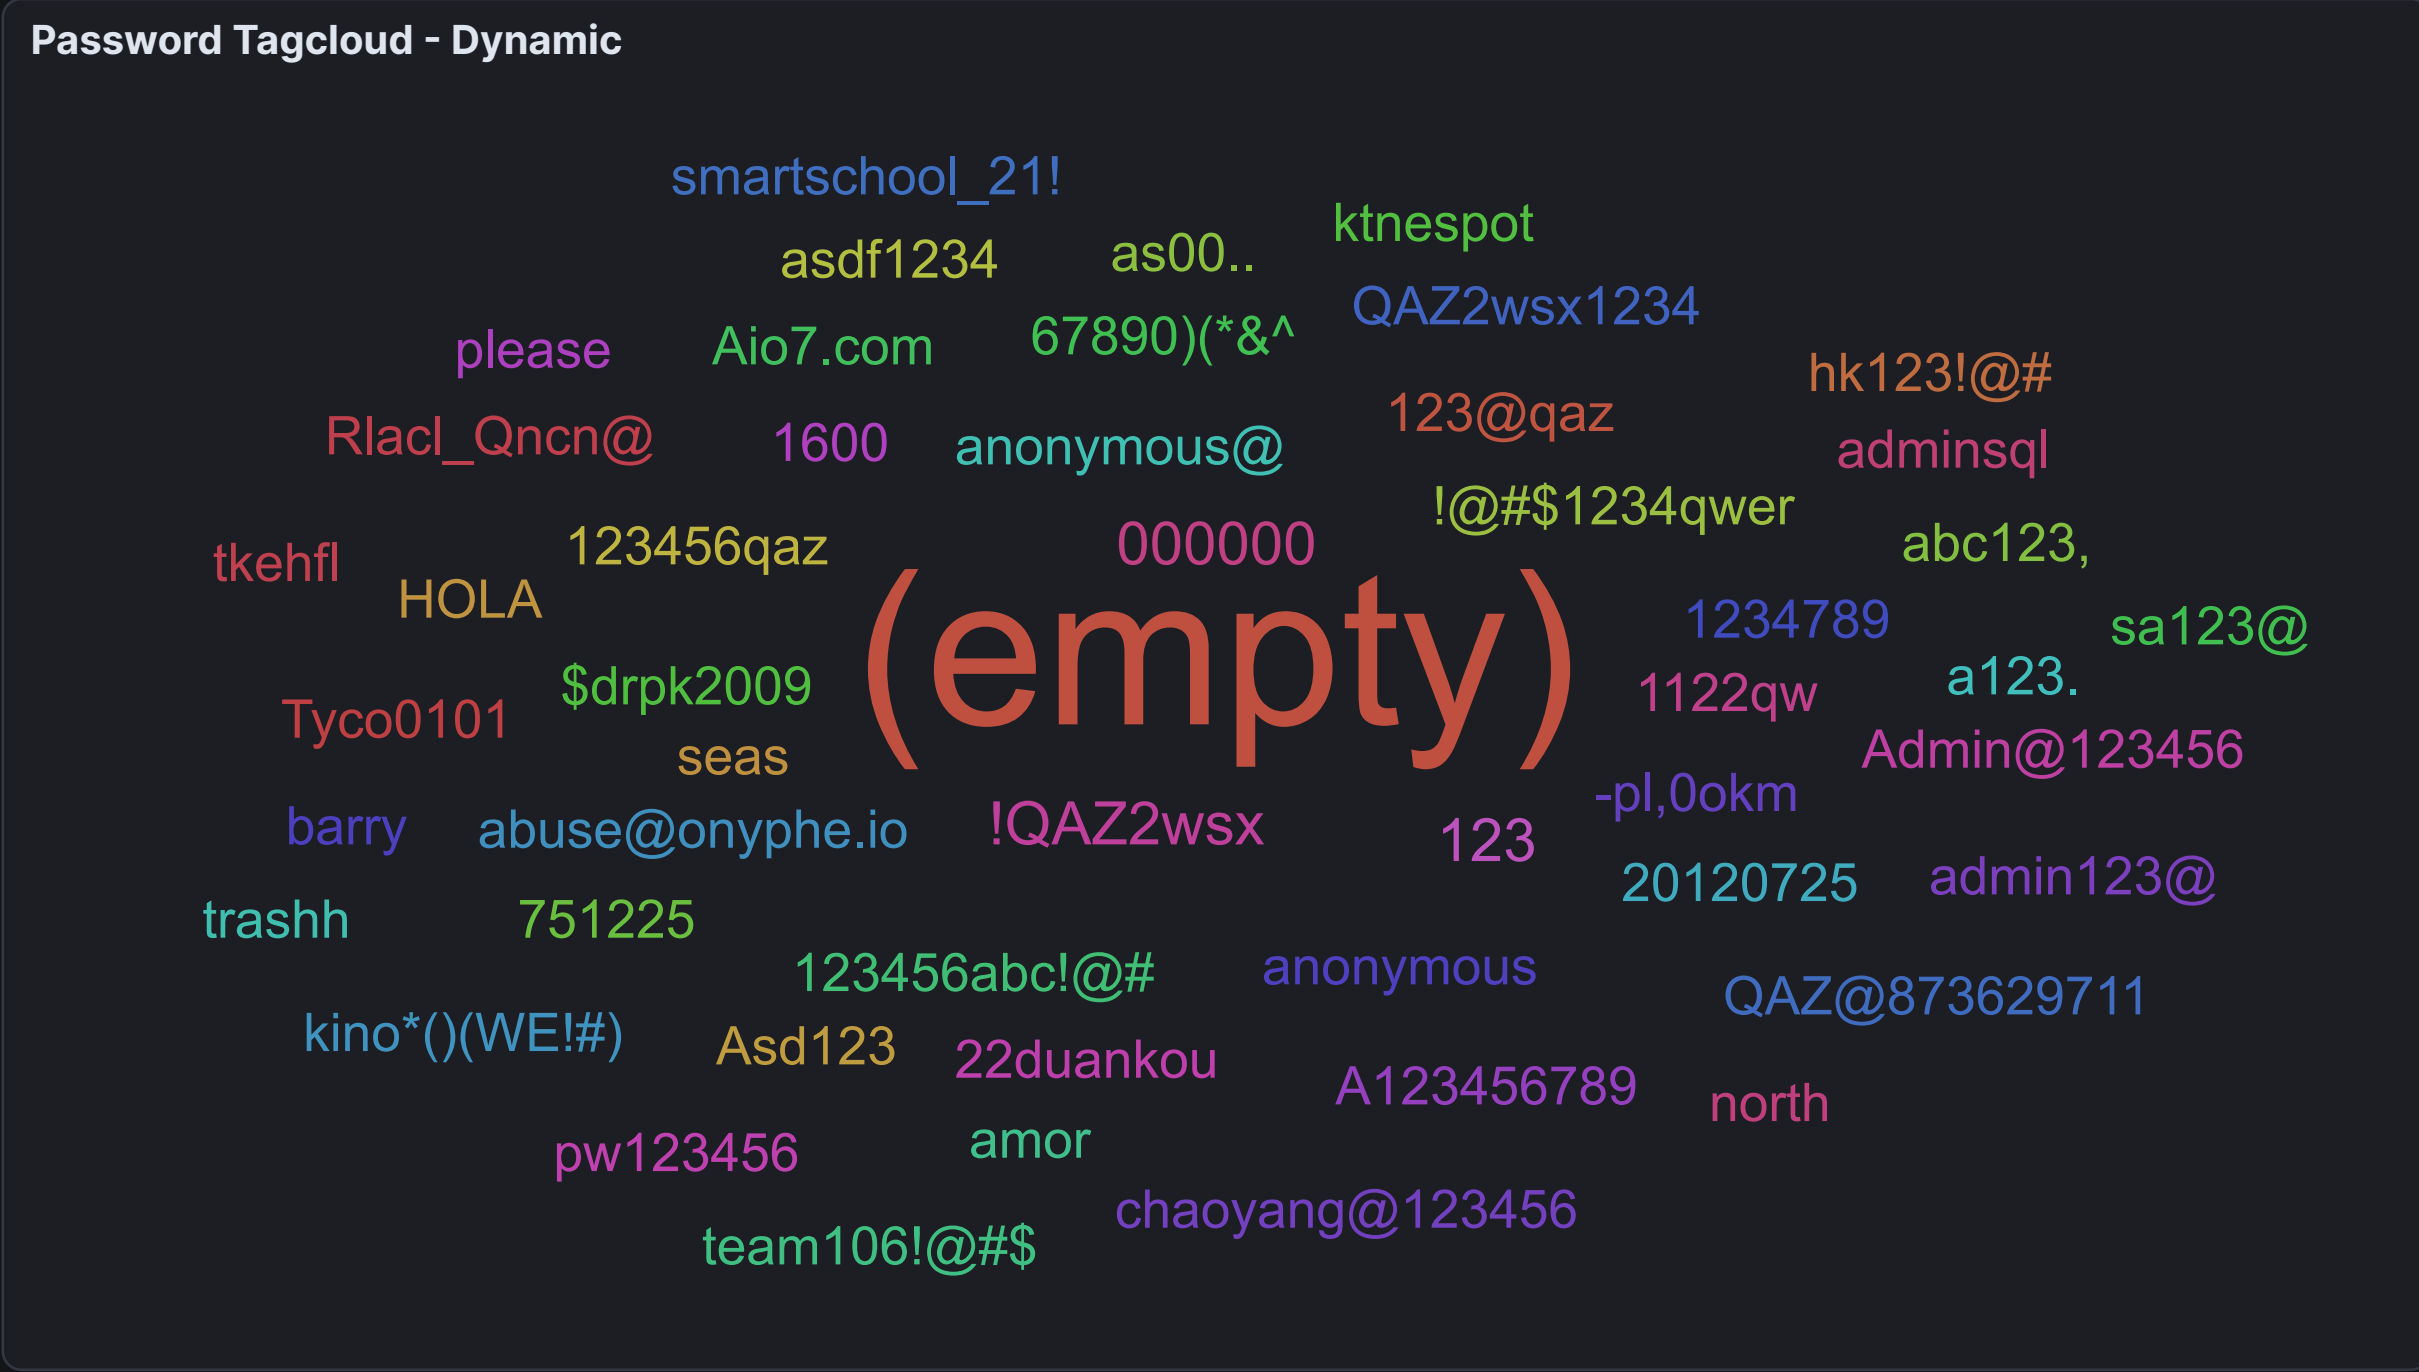 Password Tagcloud - Dynamic
smartschool_21!
ktnespot
asdf1234
as00..
QAZ2wsx1234
please
Aio7.com
67890)(*&^
hk123!@#
Rlacl_Qncn@
1600
anonymous@
123@qaz
adminsql
!@#$1234qwer
tkehfl
123456qaz
000000
abc123,
HOLA
(empty)
1234789
sa123@
$drpk2009
1122qw
a123.
Tyco0101
seas
Admin@123456
-pl,0okm
barry
abuse@onyphe.io
!QAZ2wsx
123
20120725
admin123@
trashh
751225
123456abc!@#
anonymous
QAZ@873629711
kino*()(WE!#)
Asd123
22duankou
A123456789
north
pw123456
amor
chaoyang@123456
team106!@#$